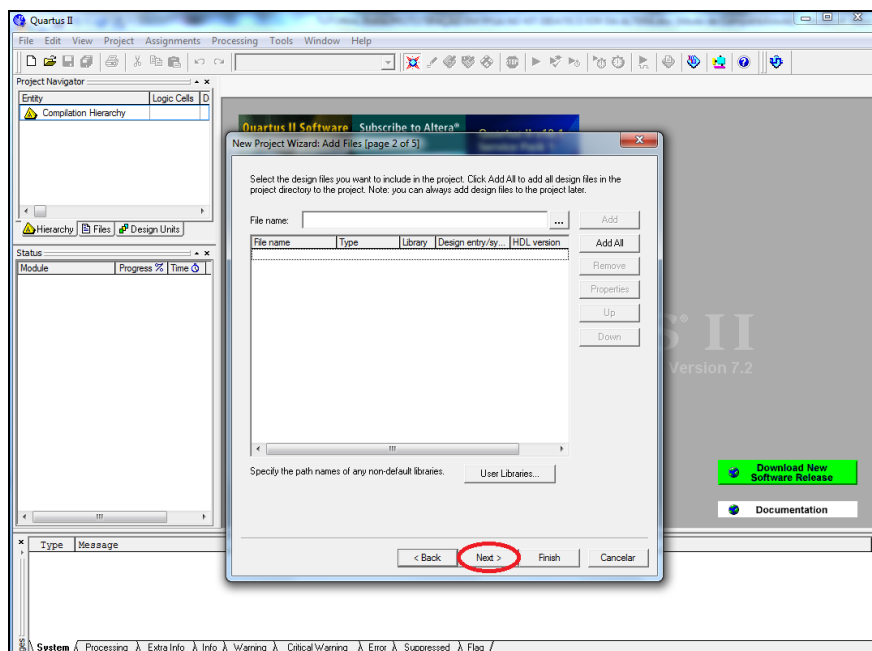 Quartus II
File Edit View Project Assignments Processing Tools Window Help
Project Navigator
Entity Logic Cells D
Compilation Hierarchy
Hierarchy Files Design Units
Status
Module Progress % Time
Quartus II Software Subscribe to Altera®
New Project Wizard: Add Files [page 2 of 5]
Select the design files you want to include in the project. Click Add All to add all design files in the
project directory to the project. Note: you can always add design files to the project later.
File name: ... Add
File name Type Library Design entry/sy... HDL version Add All
Remove
Properties
Up
Down
II
Version 7.2
Specify the path names of any non-default libraries. User Libraries...
Download New
Software Release
Documentation
< Back Next > Finish Cancelar
Type Message
System Processing Extra Info Info Warning Critical Warning Error Suppressed Flag